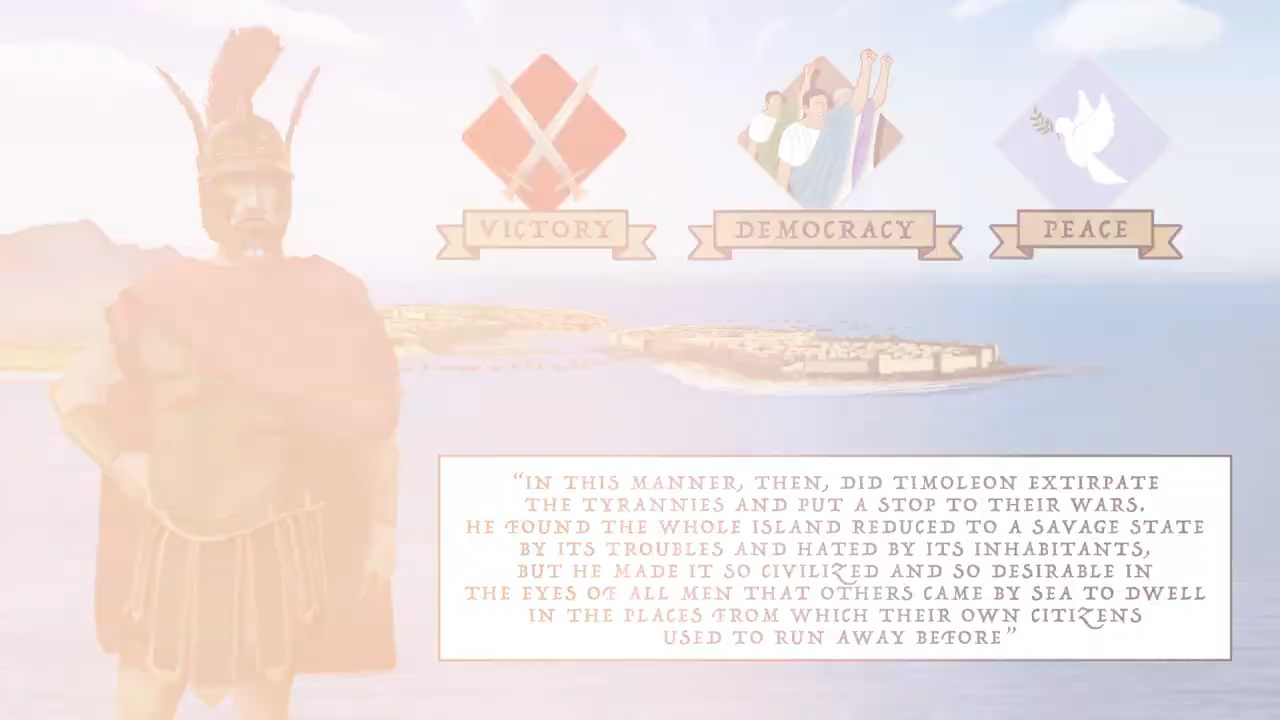 VICTORY
DEMOCRACY
PEACE
“IN THIS MANNER, THEN, DID TIMOLEON EXTIRPATE
THE TYRANNIES AND PUT A STOP TO THEIR WARS.
HE FOUND THE WHOLE ISLAND REDUCED TO A SAVAGE STATE
BY ITS TROUBLES AND HATED BY ITS INHABITANTS,
BUT HE MADE IT SO CIVILIZED AND SO DESIRABLE IN
THE EYES OF ALL MEN THAT OTHERS CAME BY SEA TO DWELL
IN THE PLACES FROM WHICH THEIR OWN CITIZENS
USED TO RUN AWAY BEFORE”